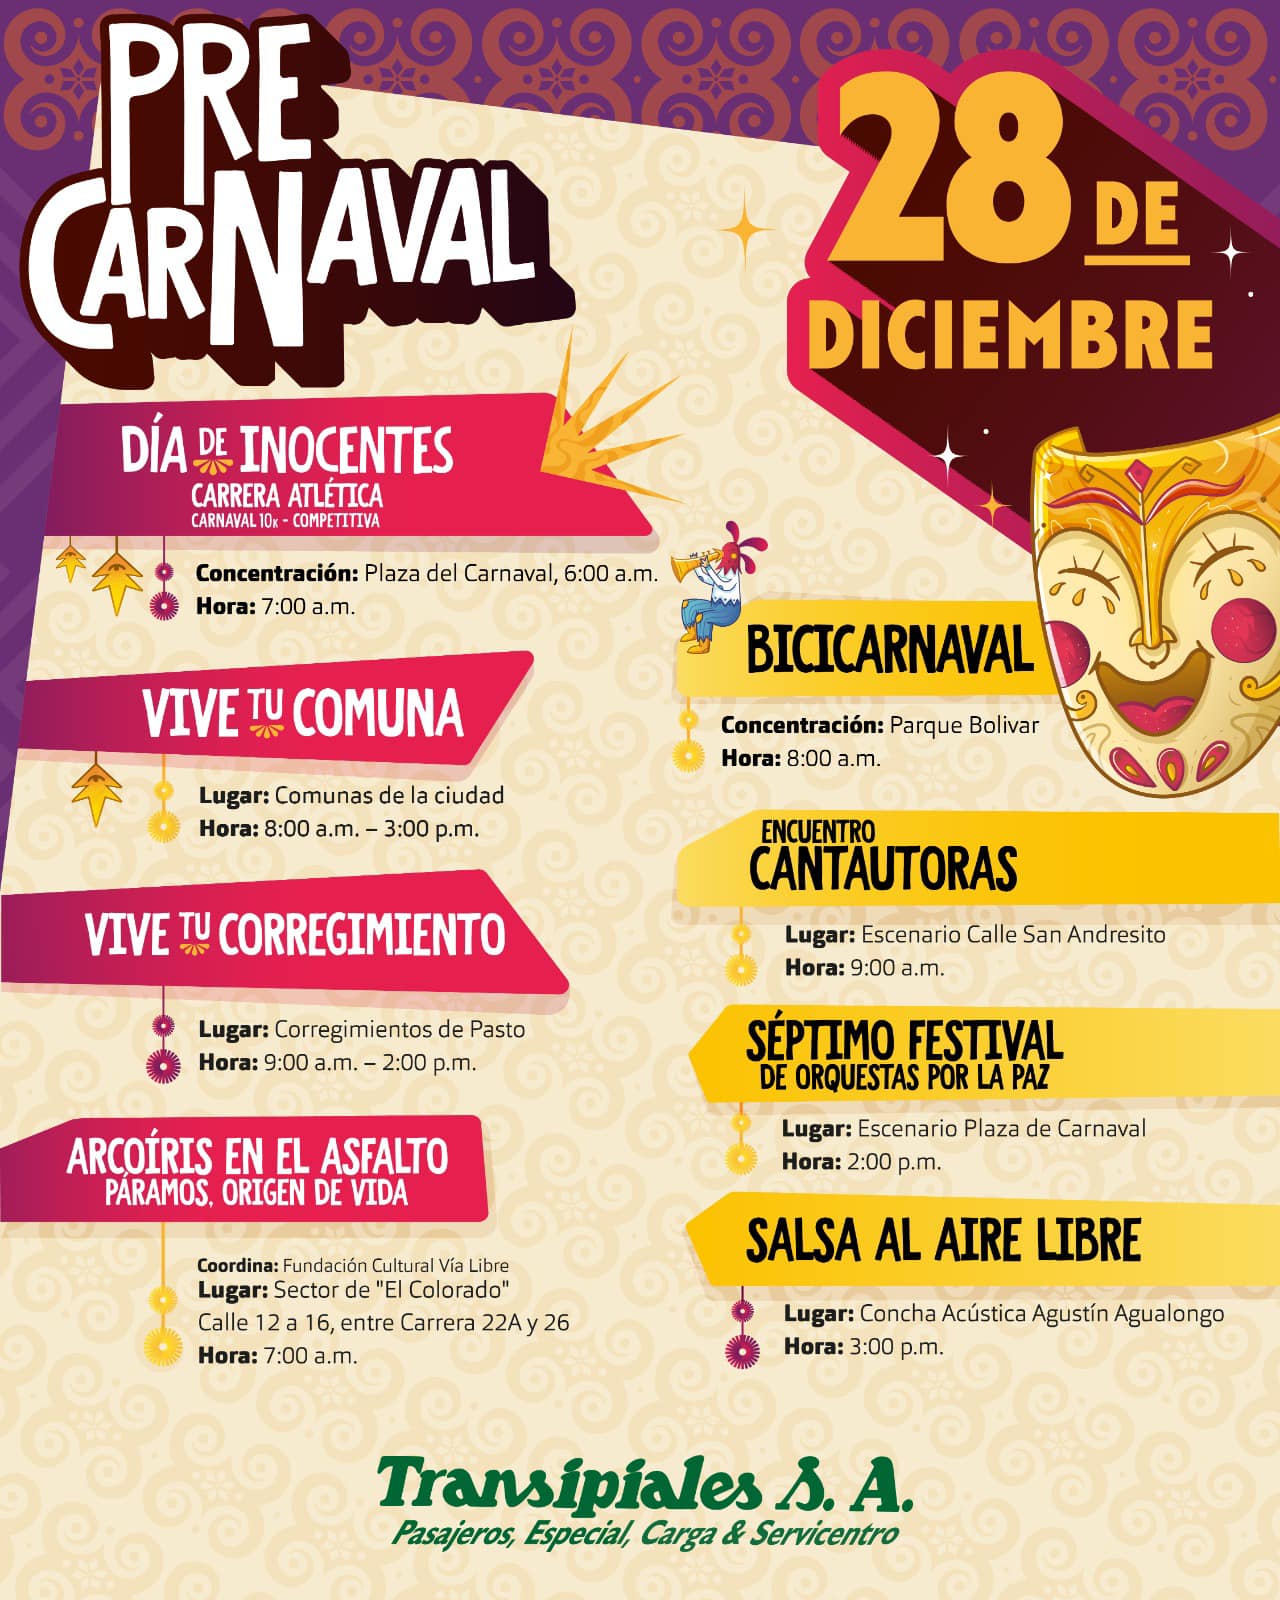 PRE
CARNAVAL
28 DE
DICIEMBRE
DÍA DE INOCENTES
CARRERA ATLÉTICA
CARNAVAL 10K - COMPETITIVA
Concentración: Plaza del Carnaval, 6:00 a.m.
Hora: 7:00 a.m.
VIVE TU COMUNA
Lugar: Comunas de la ciudad
Hora: 8:00 a.m. – 3:00 p.m.
VIVE TU CORREGIMIENTO
Lugar: Corregimientos de Pasto
Hora: 9:00 a.m. – 2:00 p.m.
ARCOÍRIS EN EL ASFALTO
PÁRAMOS, ORIGEN DE VIDA
Coordina: Fundación Cultural Vía Libre
Lugar: Sector de "El Colorado"
Calle 12 a 16, entre Carrera 22A y 26
Hora: 7:00 a.m.
BICICARNAVAL
Concentración: Parque Bolivar
Hora: 8:00 a.m.
ENCUENTRO
CANTAUTORAS
Lugar: Escenario Calle San Andresito
Hora: 9:00 a.m.
SÉPTIMO FESTIVAL
DE ORQUESTAS POR LA PAZ
Lugar: Escenario Plaza de Carnaval
Hora: 2:00 p.m.
SALSA AL AIRE LIBRE
Lugar: Concha Acústica Agustín Agualongo
Hora: 3:00 p.m.
Transipiales S. A.
Pasajeros, Especial, Carga & Servicentro